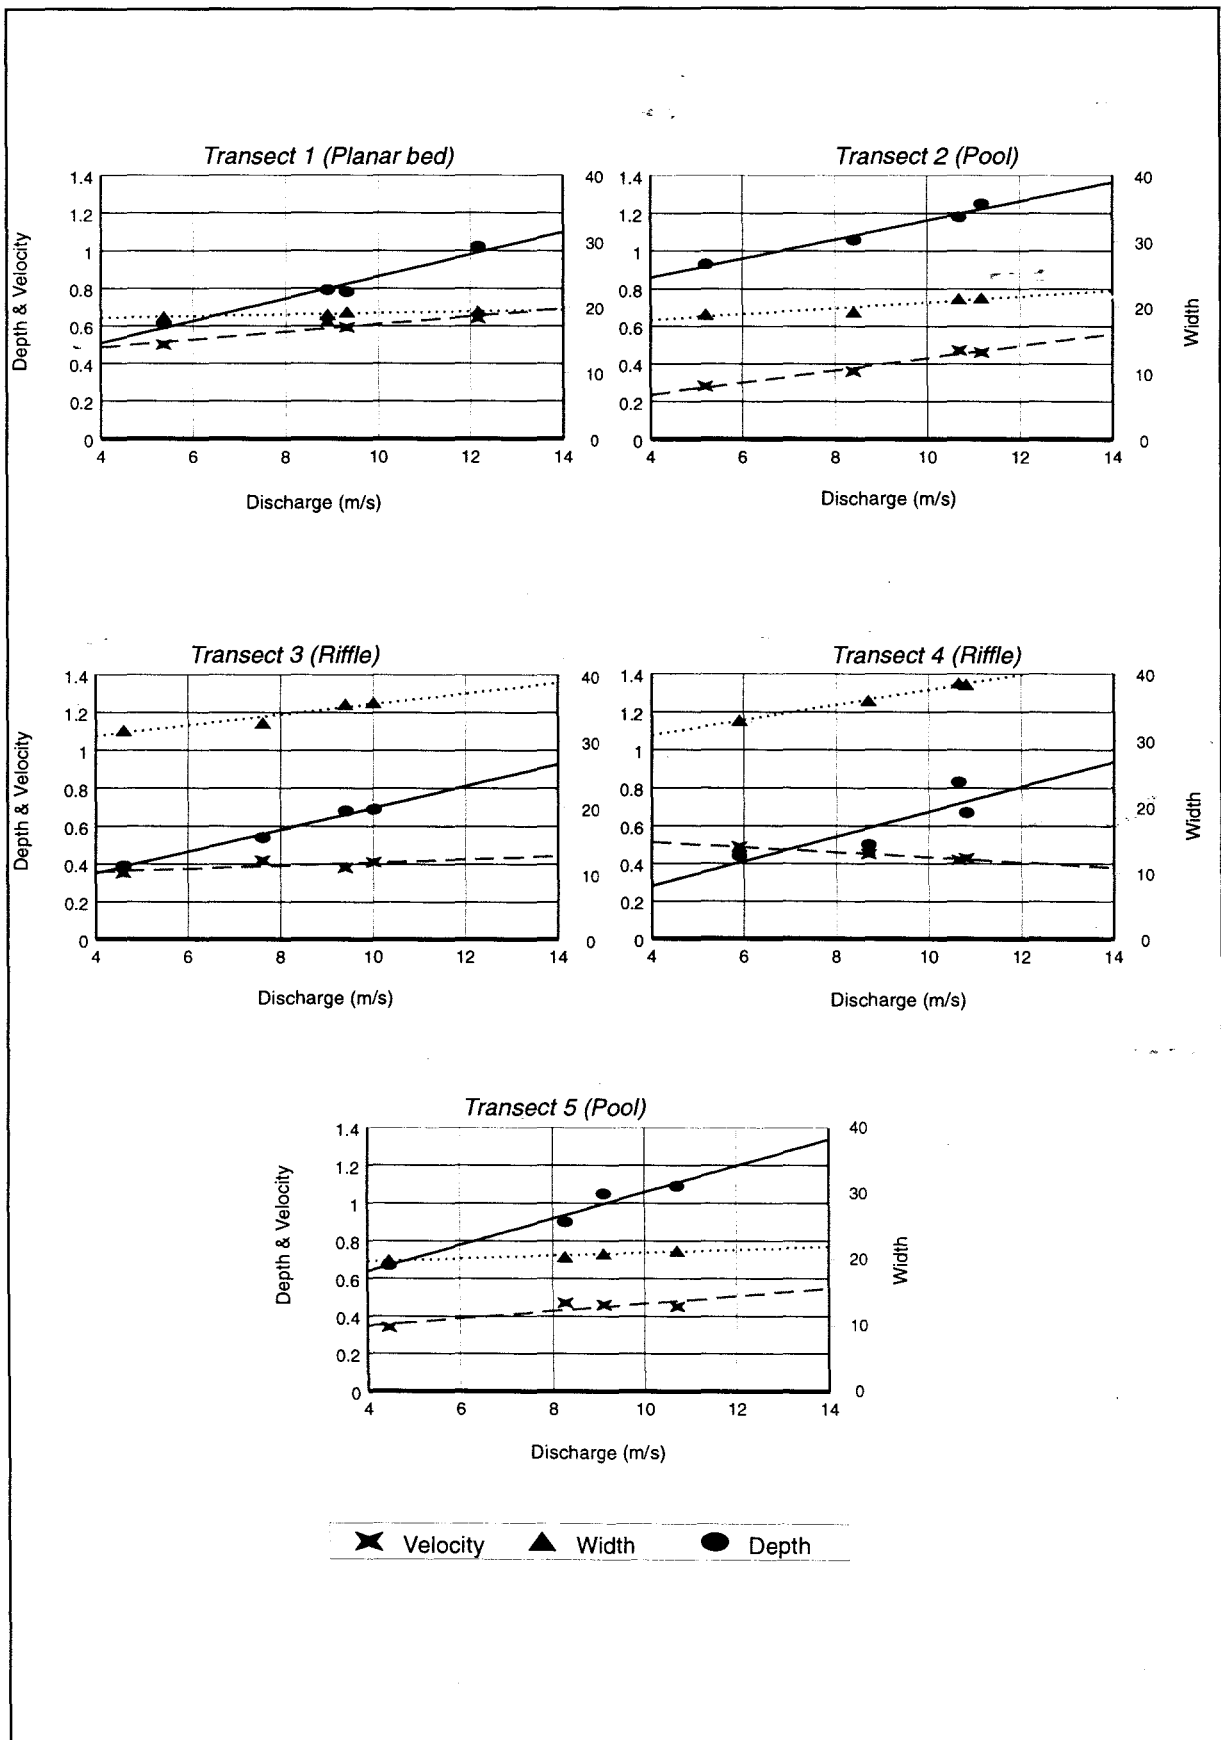 Transect 1 (Planar bed)
1.4
1.2
1
0.8
0.6
0.4
0.2
0
40
30
20
10
0
4 6 8 10 12 14
Depth & Velocity
Discharge (m/s)
Transect 2 (Pool)
1.4
1.2
1
0.8
0.6
0.4
0.2
0
40
30
20
10
0
4 6 8 10 12 14
Width
Discharge (m/s)
Transect 3 (Riffle)
1.4
1.2
1
0.8
0.6
0.4
0.2
0
40
30
20
10
0
4 6 8 10 12 14
Depth & Velocity
Discharge (m/s)
Transect 4 (Riffle)
1.4
1.2
1
0.8
0.6
0.4
0.2
0
40
30
20
10
0
4 6 8 10 12 14
Width
Discharge (m/s)
Transect 5 (Pool)
1.4
1.2
1
0.8
0.6
0.4
0.2
0
40
30
20
10
0
4 6 8 10 12 14
Depth & Velocity
Width
Discharge (m/s)
Velocity Width Depth